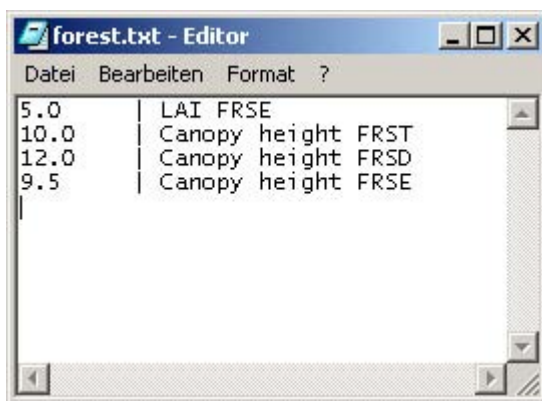 forest.txt - Editor
Datei Bearbeiten Format ?
5.0 | LAI FRSE
10.0 | Canopy height FRST
12.0 | Canopy height FRSD
9.5 | Canopy height FRSE